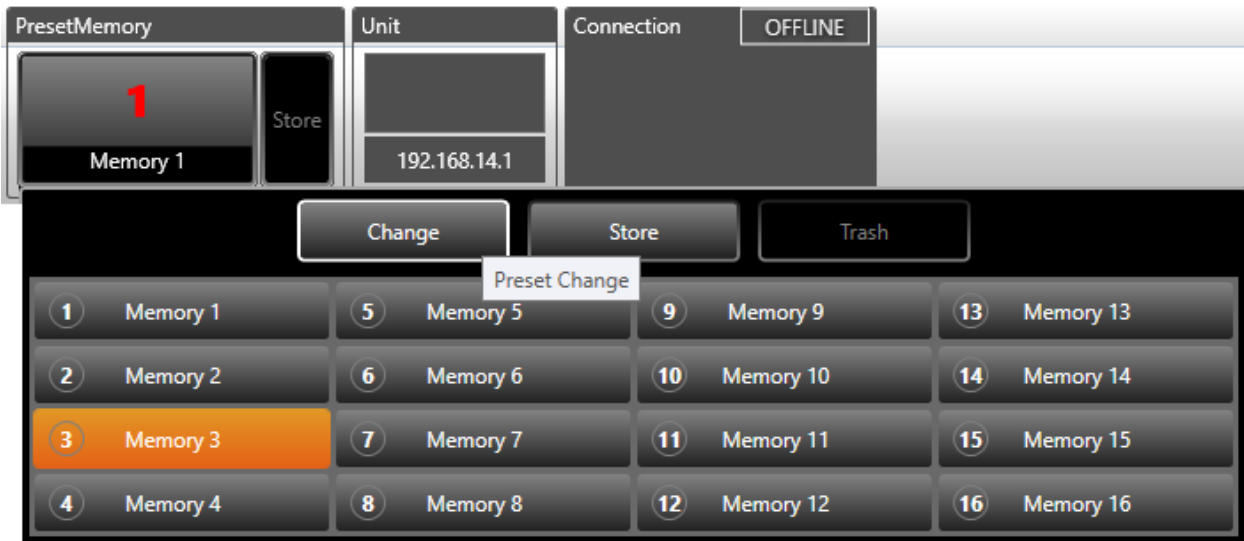 PresetMemory
Unit
Connection
OFFLINE
1
Memory 1
Store
192.168.14.1
Change
Store
Trash
Preset Change
1 Memory 1
5 Memory 5
9 Memory 9
13 Memory 13
2 Memory 2
6 Memory 6
10 Memory 10
14 Memory 14
3 Memory 3
7 Memory 7
11 Memory 11
15 Memory 15
4 Memory 4
8 Memory 8
12 Memory 12
16 Memory 16